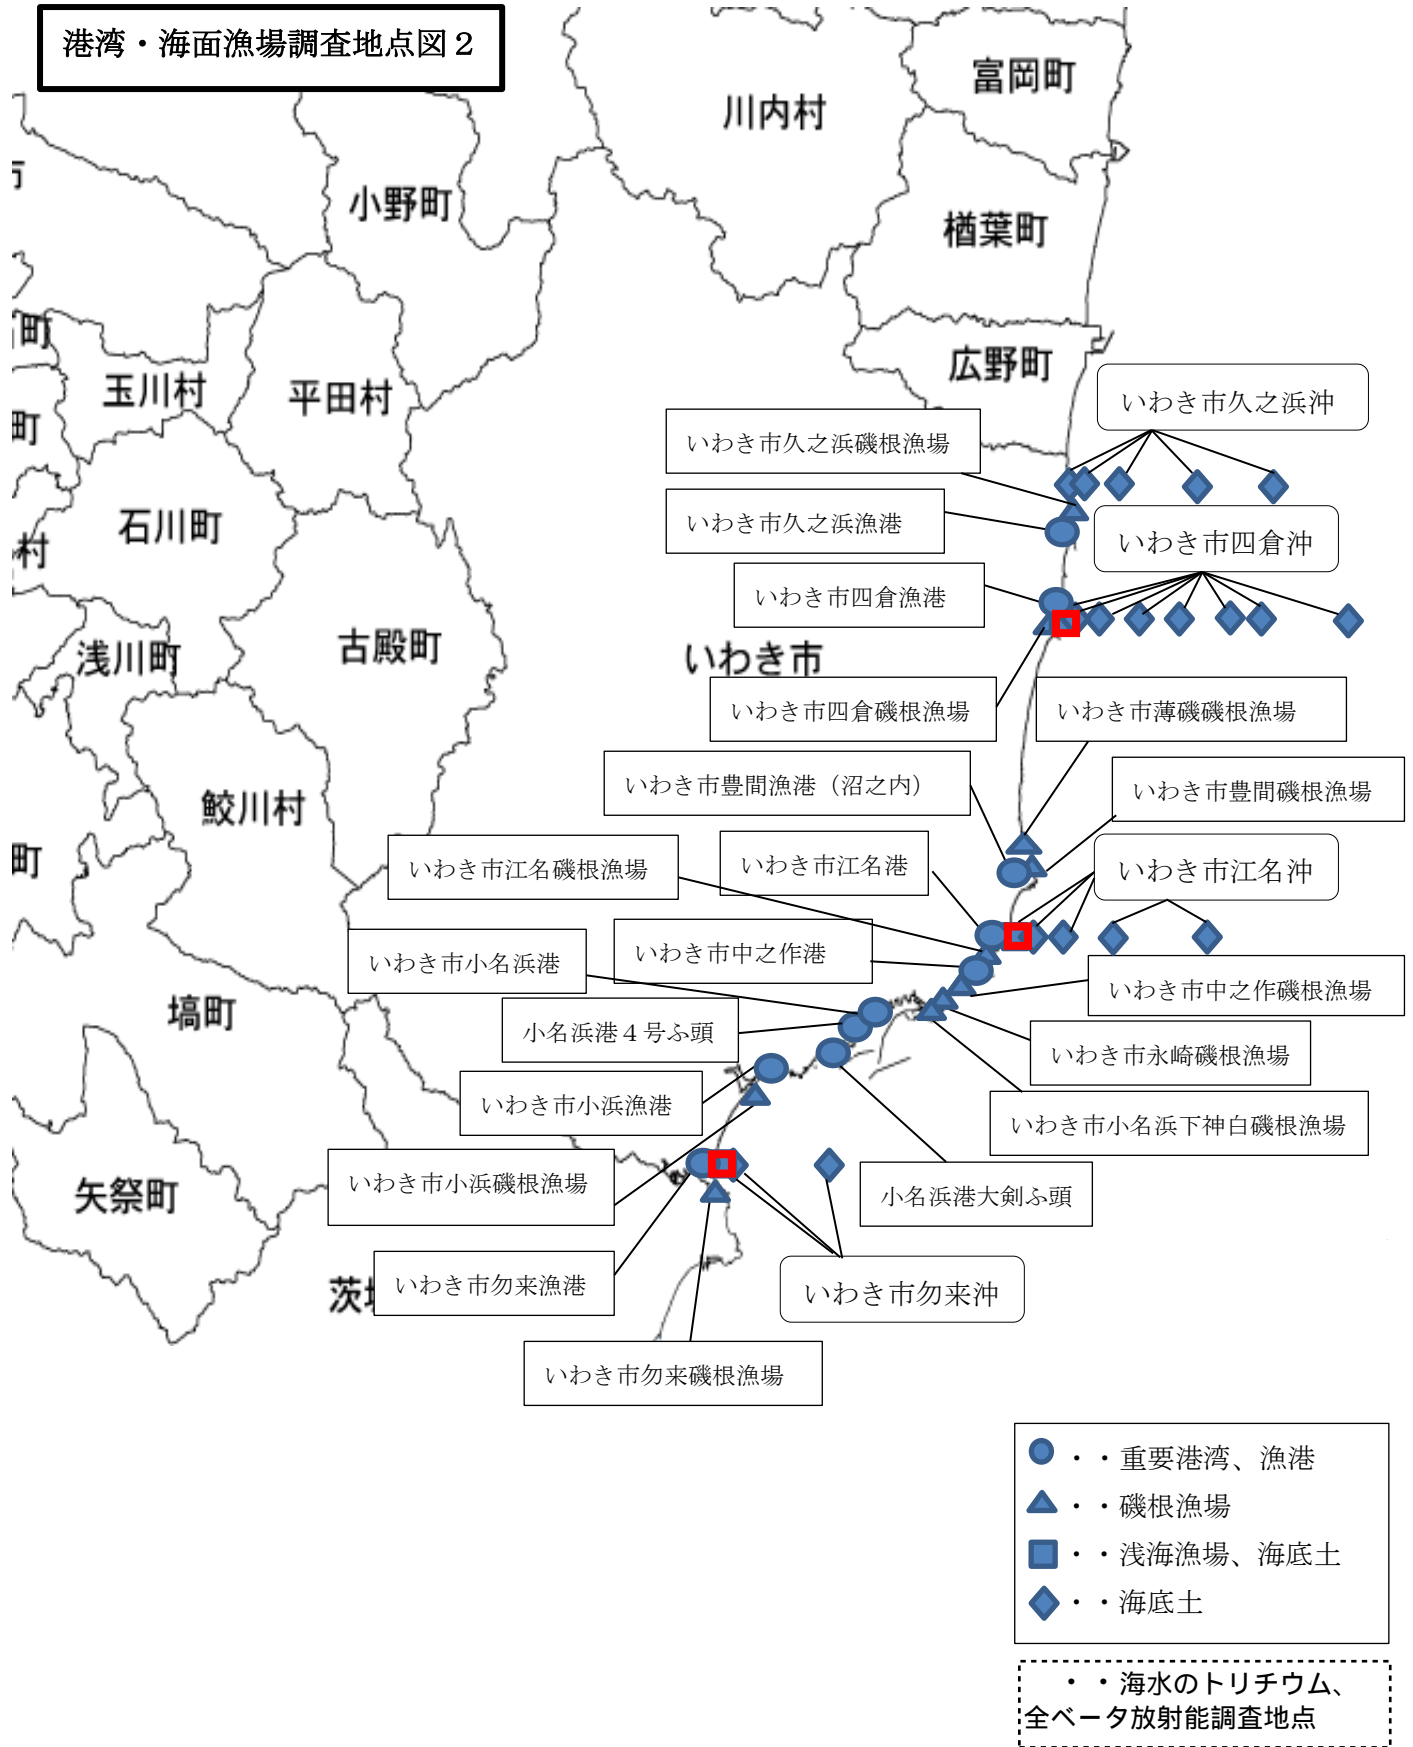 港湾・海面漁場調査地点図２
富岡町
川内村
市
小野町
楢葉町
町
広野町
玉川村
平田村
いわき市久之浜沖
町
いわき市久之浜磯根漁場
いわき市久之浜漁港
石川町
いわき市四倉沖
村
いわき市四倉漁港
古殿町
浅川町
いわき市
いわき市四倉磯根漁場
いわき市薄磯磯根漁場
いわき市豊間漁港（沼之内）
いわき市豊間磯根漁場
鮫川村
町
いわき市江名磯根漁場
いわき市江名港
いわき市江名沖
いわき市中之作港
いわき市小名浜港
いわき市中之作磯根漁場
塙町
小名浜港４号ふ頭
いわき市永崎磯根漁場
いわき市小浜漁港
いわき市小名浜下神白磯根漁場
いわき市小浜磯根漁場
矢祭町
小名浜港大剣ふ頭
いわき市勿来漁港
茨
いわき市勿来沖
いわき市勿来磯根漁場
・・重要港湾、漁港
・・磯根漁場
・・浅海漁場、海底土
・・海底土
・・海水のトリチウム、
全ベータ放射能調査地点